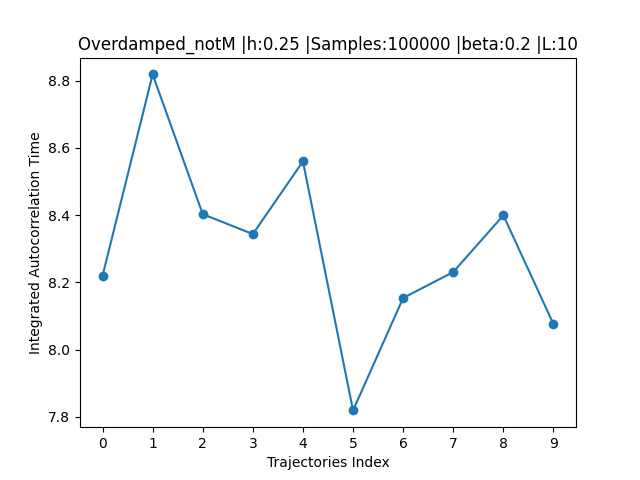 Overdamped_notM |h:0.25 |Samples:100000 |beta:0.2 |L:10
Integrated Autocorrelation Time
8.8
8.6
8.4
8.2
8.0
7.8
0 1 2 3 4 5 6 7 8 9
Trajectories Index